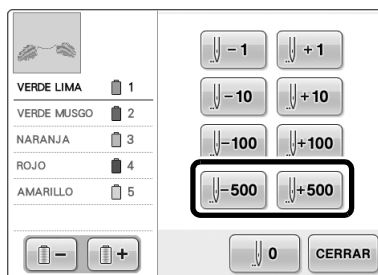 VERDE LIMA 1
VERDE MUSGO 2
NARANJA 3
ROJO 4
AMARILLO 5
-1 +1
-10 +10
-100 +100
-500 +500
- +
0 CERRAR